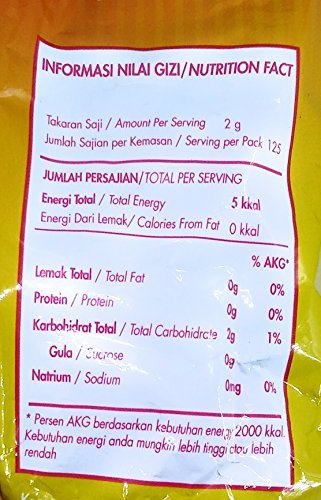 INFORMASI NILAI GIZI/NUTRITION FACT
Takaran Saji / Amount Per Serving 2 g
Jumlah Sajian per Kemasan / Serving per Pack 125
JUMLAH PERSAJIAN/TOTAL PER SERVING
Energi Total / Total Energy 5 kkal
Energi Dari Lemak/ Calories From Fat 0 kkal
% AKG*
Lemak Total / Total Fat 0g 0%
Protein / Protein 0g 0%
Karbohidrat Total / Total Carbohidrate 2g 1%
Gula / Sucrose 0g
Natrium / Sodium 0mg 0%
* Persen AKG berdasarkan kebutuhan energi 2000 kkal.
Kebutuhan energi anda mungkin lebih tinggi atau lebih
rendah